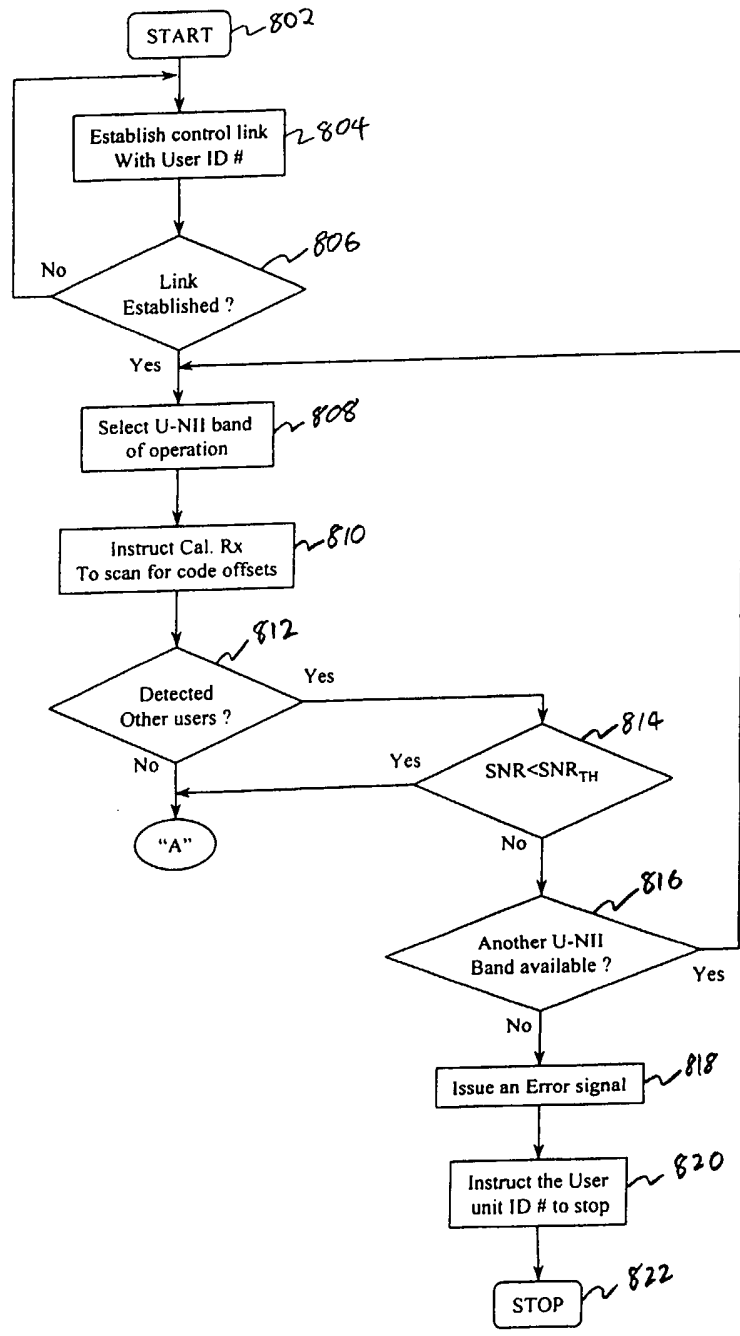 START
802
Establish control link
With User ID #
804
806
No
Link
Established ?
Yes
Select U-NII band
of operation
808
Instruct Cal. Rx
To scan for code offsets
810
812
Detected
Other users ?
Yes
814
No
Yes
SNR<SNRTH
"A"
No
816
Another U-NII
Band available ?
Yes
No
Issue an Error signal
818
Instruct the User
unit ID # to stop
820
STOP
822